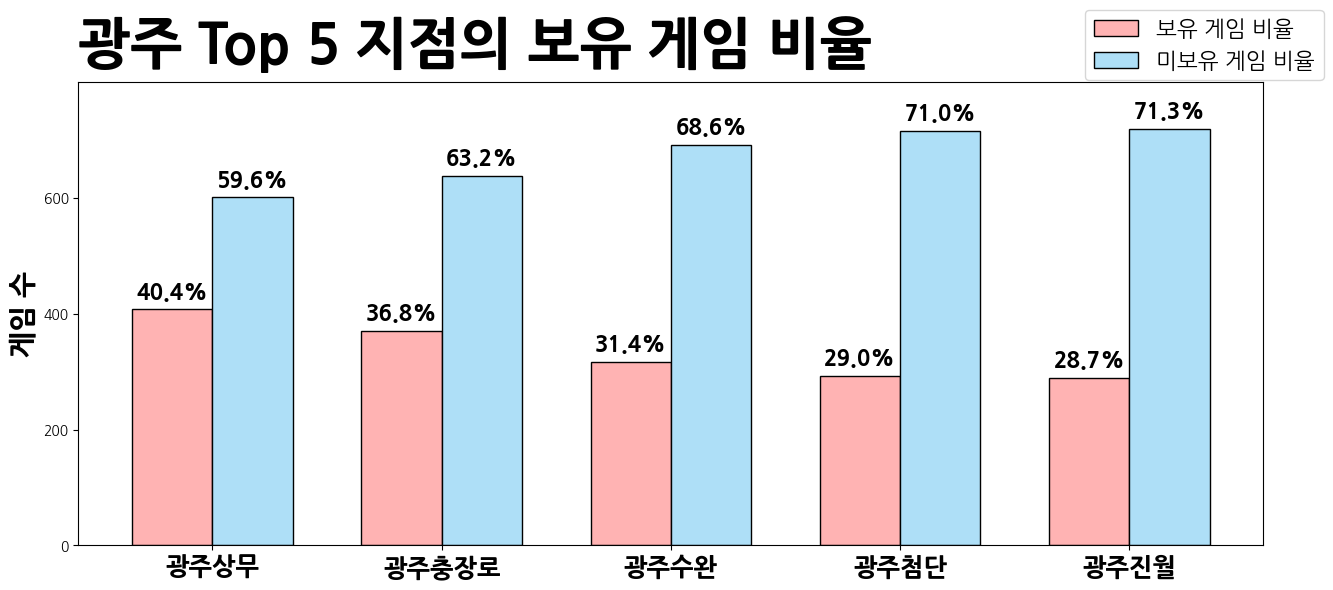 광주 Top 5 지점의 보유 게임 비율
보유 게임 비율
미보유 게임 비율
게임 수
600
400
200
0
40.4%
59.6%
36.8%
63.2%
31.4%
68.6%
29.0%
71.0%
28.7%
71.3%
광주상무
광주충장로
광주수완
광주첨단
광주진월